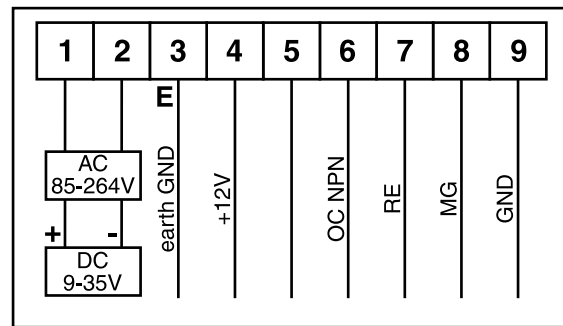 1 2 3 4 5 6 7 8 9
E
AC
85-264V
+ -
DC
9-35V
earth GND
+12V
OC NPN
RE
MG
GND